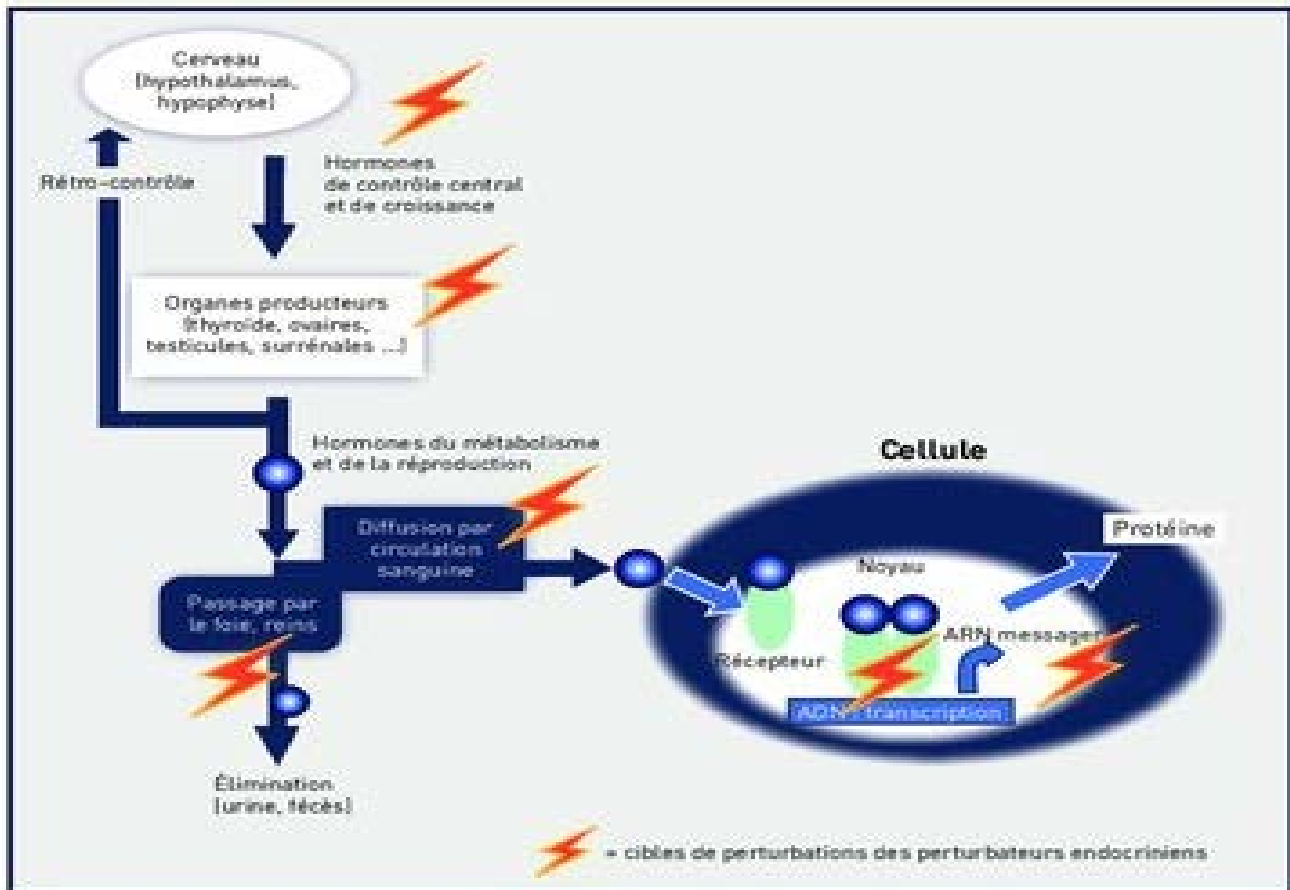 Cerveau
(hypothalamus,
hypophyse)
Rétro-contrôle
Hormones
de contrôle central
et de croissance
Organes producteurs
(thyroïde, ovaires,
testicules, surrénales ...)
Hormones du métabolisme
et de la réproduction
Diffusion par
circulation
sanguine
Passage par
le foie, reins
Élimination
(urine, fécès)
Cellule
Protéine
Noyau
ARN messager
Récepteur
ADN : transcription
= cibles de perturbations des perturbateurs endocriniens